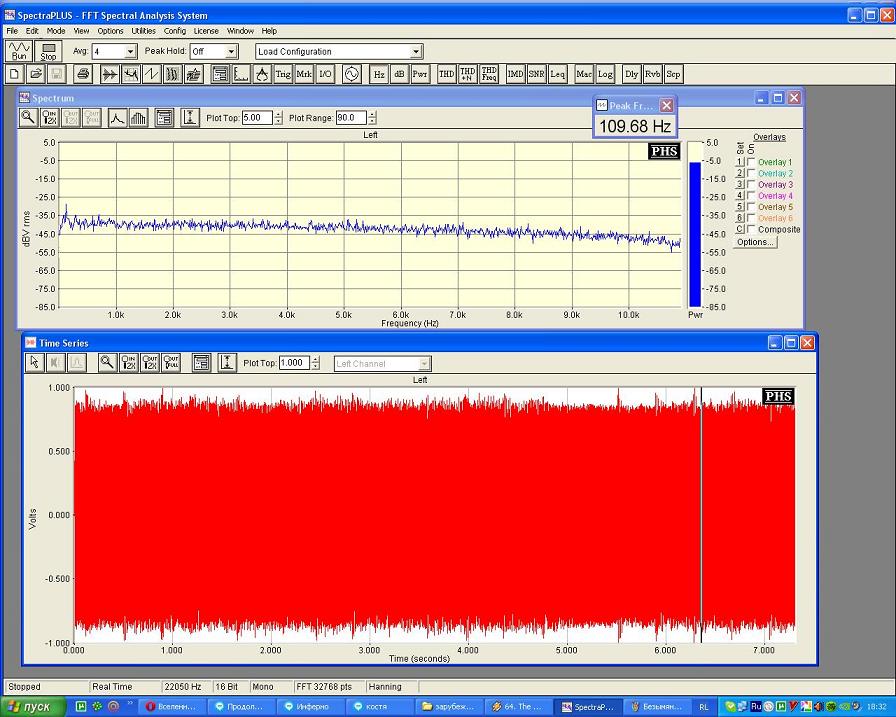 SpectraPLUS - FFT Spectral Analysis System
File Edit Mode View Options Utilities Config License Window Help
Run Stop Avg: 4 Peak Hold: Off Load Configuration
Trig Mrk I/O Hz dB Pwr THD THD+N THD Freq IMD SNR Leq Mac Log Dly Rvb Scp
Spectrum
Peak Fr...
109.68 Hz
Plot Top: 5.00 Plot Range: 90.0
Left
PHS
Overlays
Set On
1 Overlay 1
2 Overlay 2
3 Overlay 3
4 Overlay 4
5 Overlay 5
6 Overlay 6
C Composite
Options...
dBV rms
5.0 5.0
-5.0 -5.0
-15.0 -15.0
-25.0 -25.0
-35.0 -35.0
-45.0 -45.0
-55.0 -55.0
-65.0 -65.0
-75.0 -75.0
-85.0 -85.0
1.0k 2.0k 3.0k 4.0k 5.0k 6.0k 7.0k 8.0k 9.0k 10.0k Pwr
Frequency (Hz)
Time Series
Plot Top: 1.000 Left Channel
Left
PHS
Volts
1.000
0.500
0.000
-0.500
-1.000
0.000 1.000 2.000 3.000 4.000 5.000 6.000 7.000
Time (seconds)
Stopped Real Time 22050 Hz 16 Bit Mono FFT 32768 pts Hanning
пуск Вселенн... Продол... Инферно костя зарубеж... 64. The ... SpectraP... Безымян... RL Ru 18:32